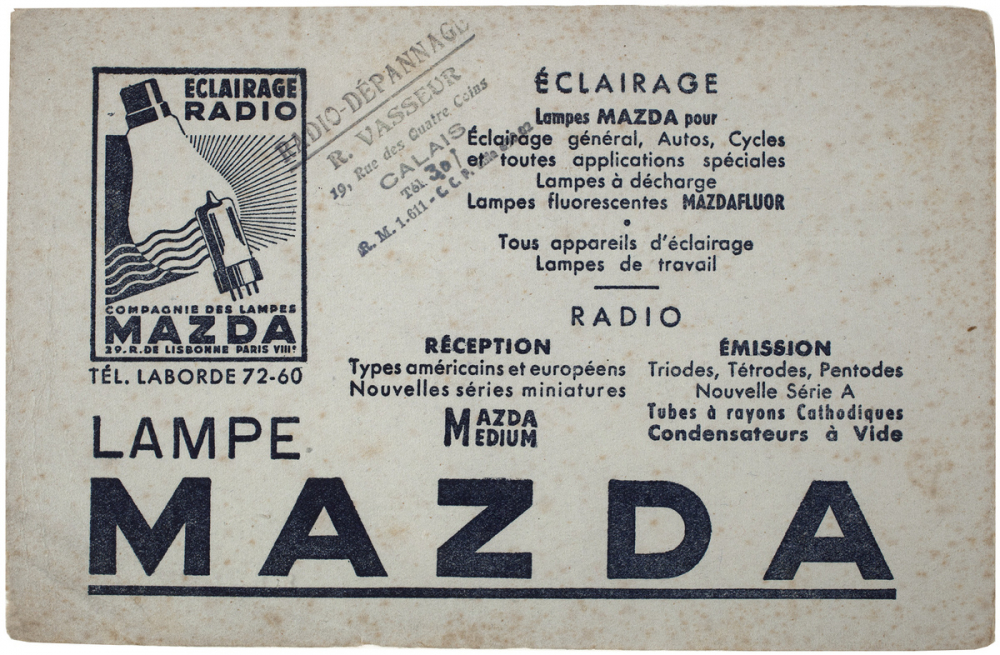 ECLAIRAGE
RADIO
COMPAGNIE DES LAMPES
MAZDA
29.R.DE LISBONNE PARIS VIIIe
TÉL. LABORDE 72-60
RADIO-DÉPANNAGE
R. VASSEUR
19, Rue des Quatre Coins
CALAIS
Tél. 301
R. M. 1.611 - C.C.P.
ÉCLAIRAGE
Lampes MAZDA pour
Éclairage général, Autos, Cycles
et toutes applications spéciales
Lampes à décharge
Lampes fluorescentes MAZDAFLUOR
Tous appareils d'éclairage
Lampes de travail
RADIO
RÉCEPTION
Types américains et européens
Nouvelles séries miniatures
MAZDA
MEDIUM
ÉMISSION
Triodes, Tétrodes, Pentodes
Nouvelle Série A
Tubes à rayons Cathodiques
Condensateurs à Vide
LAMPE
MAZDA